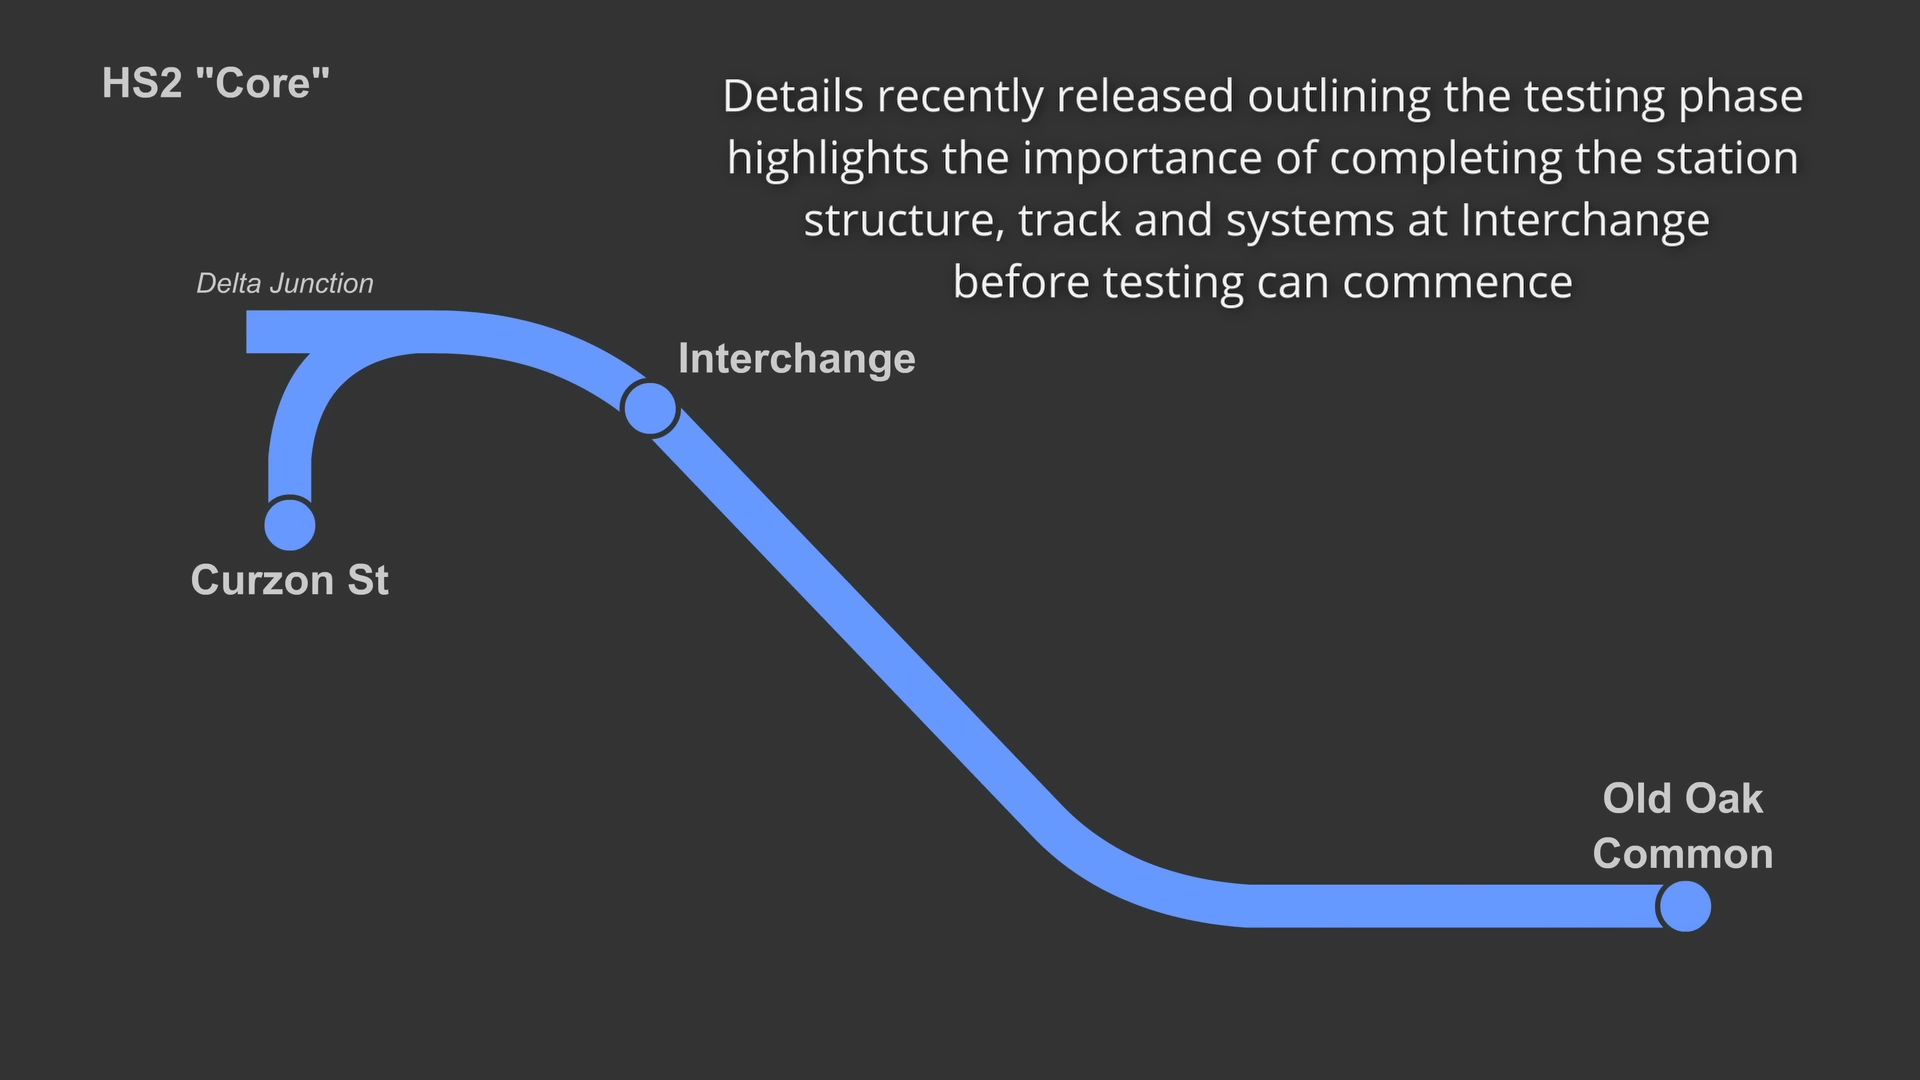 HS2 "Core"
Details recently released outlining the testing phase
highlights the importance of completing the station
structure, track and systems at Interchange
before testing can commence
Delta Junction
Interchange
Curzon St
Old Oak
Common